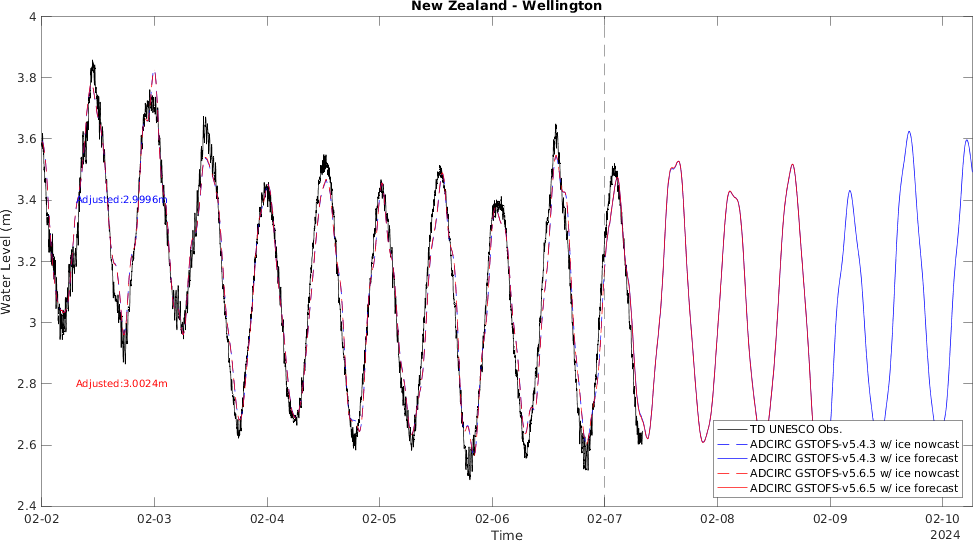 New Zealand - Wellington
4
3.8
3.6
3.4
3.2
3
2.8
2.6
2.4
Water Level (m)
Adjusted:2.9996m
Adjusted:3.0024m
TD UNESCO Obs.
ADCIRC GSTOFS-v5.4.3 w/ ice nowcast
ADCIRC GSTOFS-v5.4.3 w/ ice forecast
ADCIRC GSTOFS-v5.6.5 w/ ice nowcast
ADCIRC GSTOFS-v5.6.5 w/ ice forecast
02-02 02-03 02-04 02-05 02-06 02-07 02-08 02-09 02-10
Time
2024